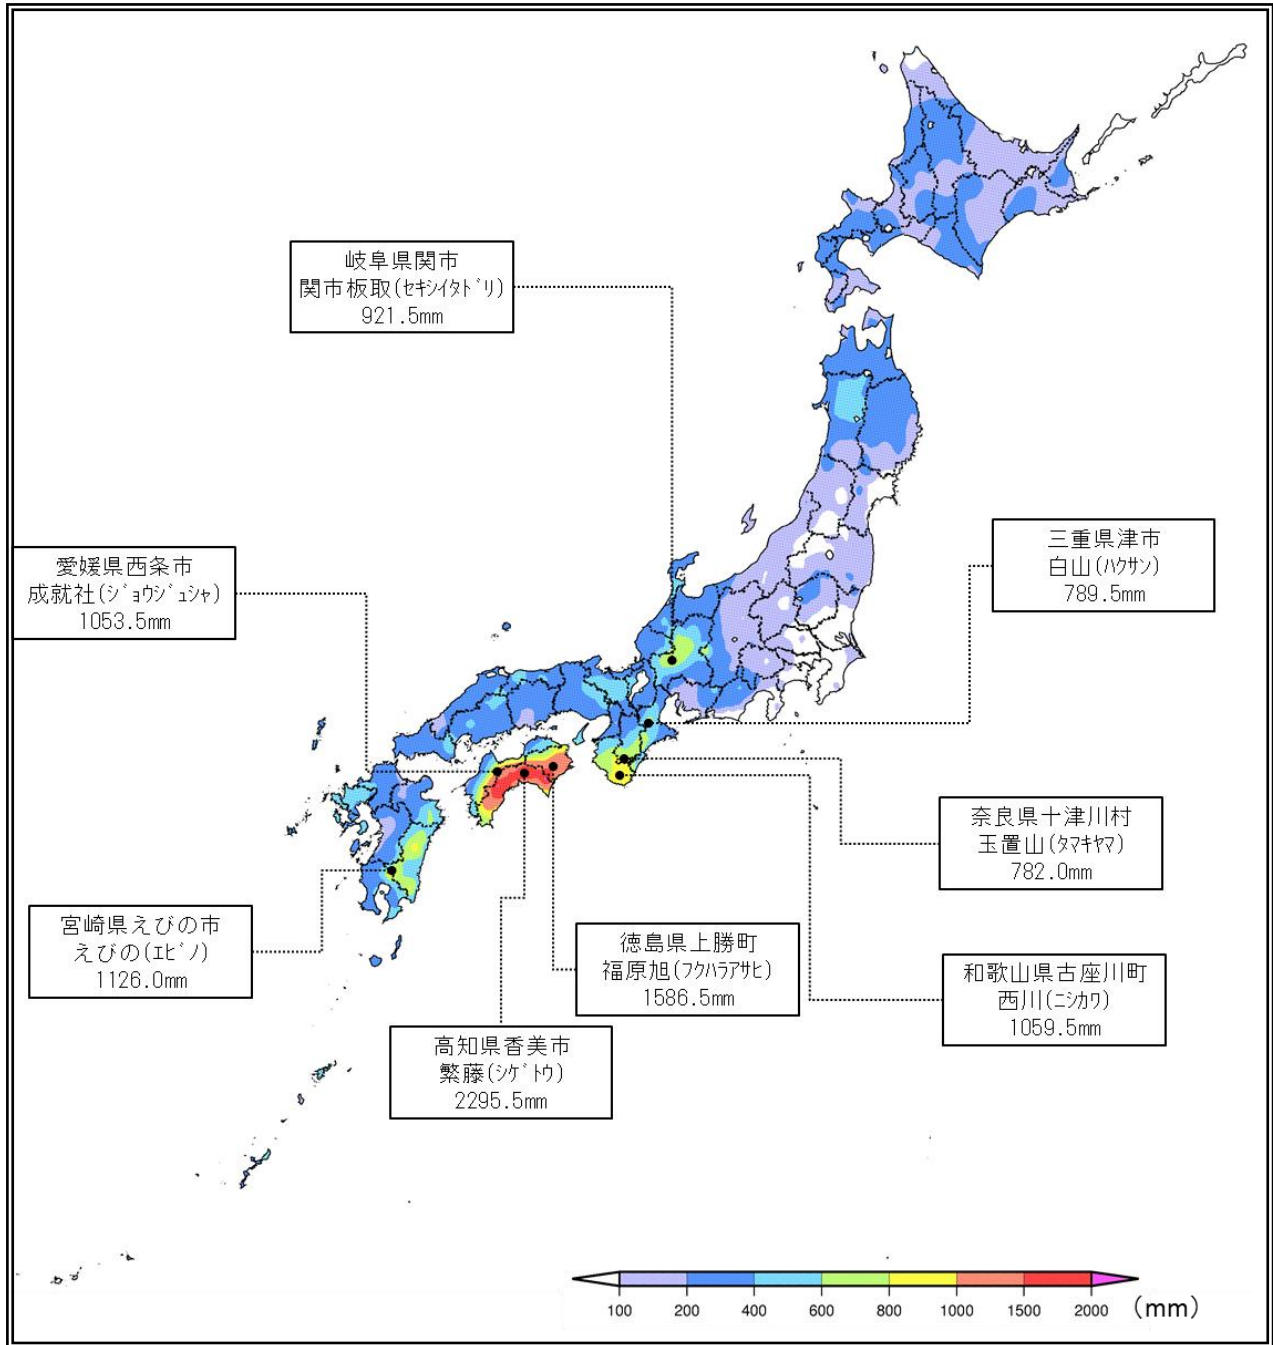 岐阜県関市
関市板取(ｾｷｼｲﾀﾄﾞﾘ)
921.5mm
三重県津市
白山(ﾊｸｻﾝ)
789.5mm
愛媛県西条市
成就社(ｼﾞｮｳｼﾞｭｼｬ)
1053.5mm
奈良県十津川村
玉置山(ﾀﾏｷﾔﾏ)
782.0mm
宮崎県えびの市
えびの(ｴﾋﾞﾉ)
1126.0mm
徳島県上勝町
福原旭(ﾌｸﾊﾗｱｻﾋ)
1586.5mm
和歌山県古座川町
西川(ﾆｼｶﾜ)
1059.5mm
高知県香美市
繁藤(ｼｹﾞﾄｳ)
2295.5mm
100 200 400 600 800 1000 1500 2000 (mm)